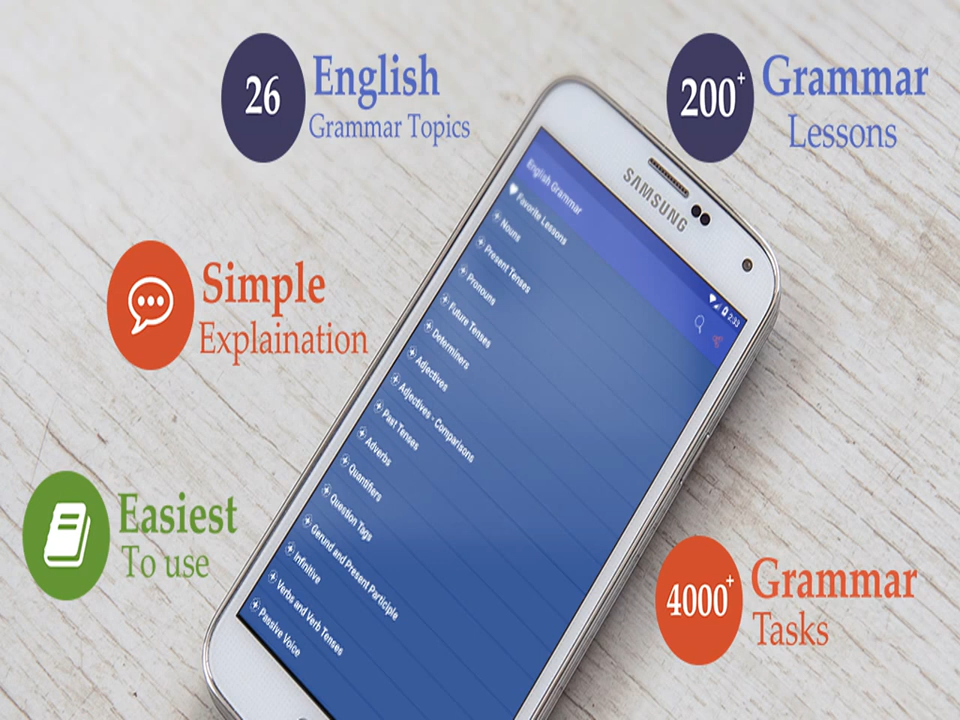 26
English
Grammar Topics
200+
Grammar
Lessons
Simple
Explaination
Easiest
To use
4000+
Grammar
Tasks
SAMSUNG
2:33
English Grammar
Favorite Lessons
Nouns
Present Tenses
Pronouns
Future Tenses
Determiners
Adjectives
Adjectives - Comparisons
Past Tenses
Adverbs
Quantifiers
Question Tags
Gerund and Present Participle
Infinitive
Verbs and Verb Tenses
Passive Voice